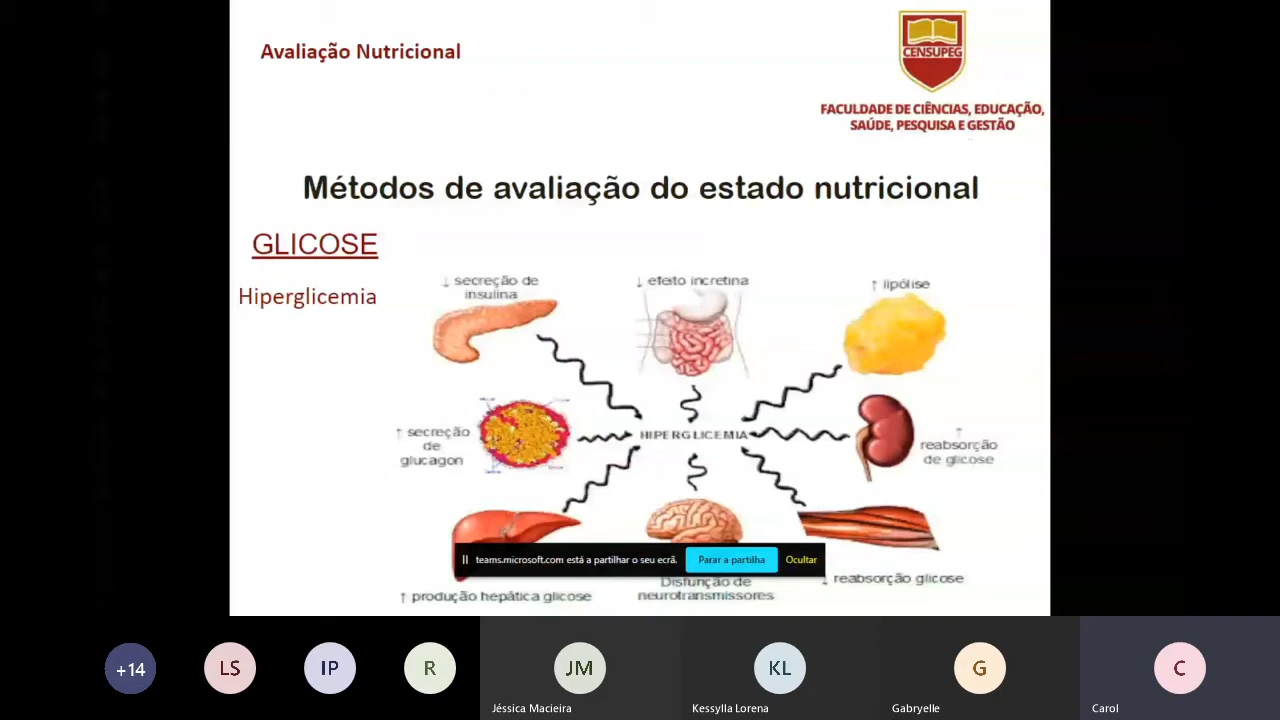 Avaliação Nutricional
CENSUPEG
FACULDADE DE CIÊNCIAS, EDUCAÇÃO,
SAÚDE, PESQUISA E GESTÃO
Métodos de avaliação do estado nutricional
GLICOSE
Hiperglicemia
↓ secreção de
insulina
↓ efeito incretina
↑ lipólise
↑ secreção
de
glucagon
HIPERGLICEMIA
↑
reabsorção
de glicose
teams.microsoft.com está a partilhar o seu ecrã.
Parar a partilha
Ocultar
↑ produção hepática glicose
Disfunção de
neurotransmissores
↓ reabsorção glicose
+14
LS
IP
R
JM
KL
G
C
Jéssica Macieira
Kessylla Lorena
Gabryelle
Carol